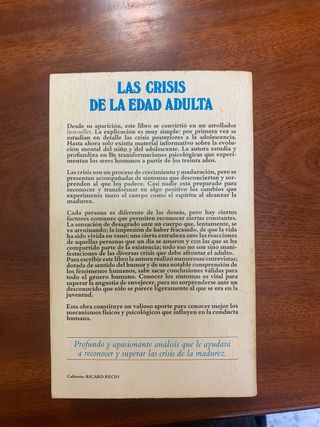 LAS CRISIS
DE LA EDAD ADULTA
Desde su aparición, este libro se convirtió en un arrollador
best-seller. La explicación es muy simple: por primera vez se
estudian en detalle las crisis posteriores a la adolescencia.
Hasta ahora sólo existía material informativo sobre la evolu-
ción mental del niño y del adolescente. La autora estudia y
profundiza en las transformaciones psicológicas que experi-
mentan los seres humanos a partir de los treinta años.
Las crisis son un proceso de crecimiento y maduración, pero se
presentan acompañadas de síntomas que desconciertan y sor-
prenden al que los padece. Casi nadie está preparado para
reconocer y transformar en algo positivo los cambios que
experimenta tanto el cuerpo como el espíritu al alcanzar la
madurez.
Cada persona es diferente de las demás, pero hay ciertos
factores comunes que permiten reconocer ciertas constantes.
La sensación de desagrado ante un cuerpo que, lentamente, se
va arruinando; la impresión de haber fracasado, de que la vida
ha sido vivida en vano; una cierta extrañeza ante las reacciones
de aquellas personas que un día se amaron y con las que se ha
compartido parte de la existencia; todo eso no son sino mani-
festaciones de las diversas crisis que debe afrontar el adulto.
Para escribir este libro la autora realizó numerosas entrevistas;
dotada de sentido del humor y de una notable comprensión de
los fenómenos humanos, sabe sacar conclusiones válidas para
todo el género humano. Conocer los síntomas es vital para
superar la angustia de envejecer, para no sorprenderse ante un
desconocido que sólo se parece ligeramente al que se era en la
juventud.
Esta obra constituye un valioso aporte para conocer mejor los
mecanismos físicos y psicológicos que influyen en la conducta
humana.
Profundo y apasionante análisis que le ayudará
a reconocer y superar las crisis de la madurez.
Cubierta: RICARD RECIO